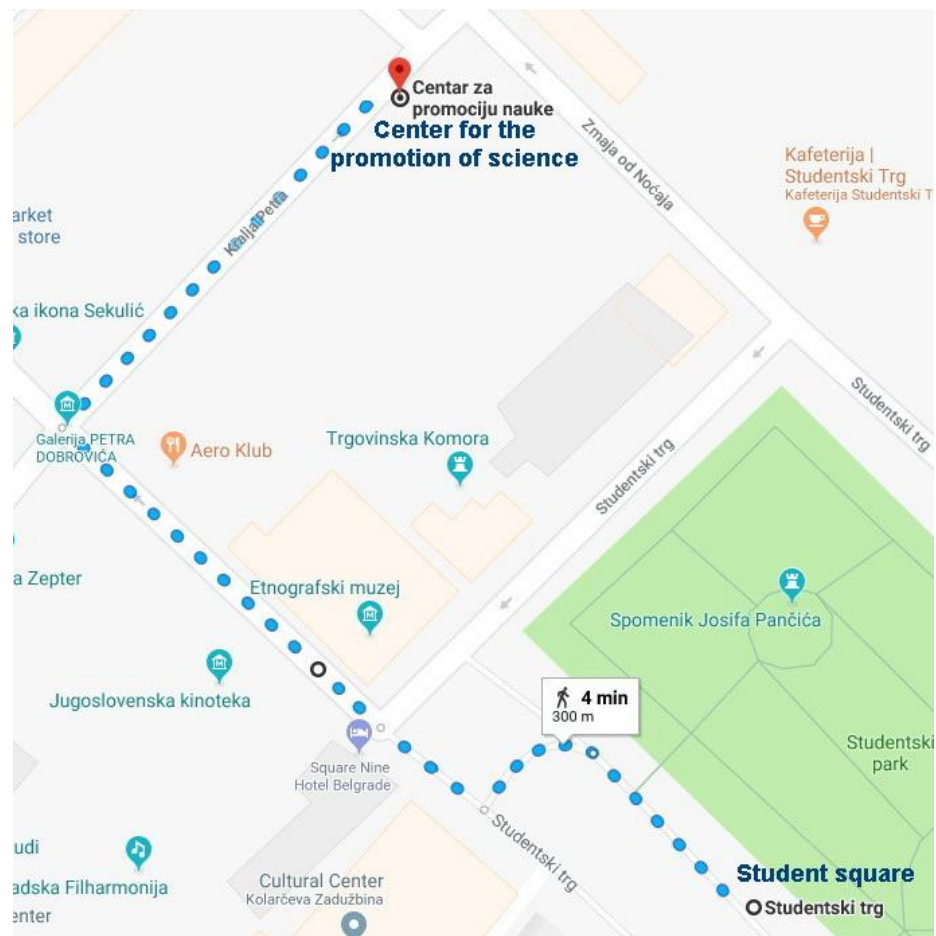 Centar za
promociju nauke
Center for the
promotion of science
Zmaja od Noćaja
Kafeterija |
Studentski Trg
Kafeterija Studentski T
Kralja Petra
arket
store
ka ikona Sekulić
Studentski trg
Galerija PETRA
DOBROVIĆA
Aero Klub
Trgovinska Komora
Studentski trg
a Zepter
Etnografski muzej
Spomenik Josifa Pančića
Jugoslovenska kinoteka
4 min
300 m
Square Nine
Hotel Belgrade
Studentski
park
Studentski trg
udi
adska Filharmonija
enter
Cultural Center
Kolarčeva Zadužbina
Student square
Studentski trg